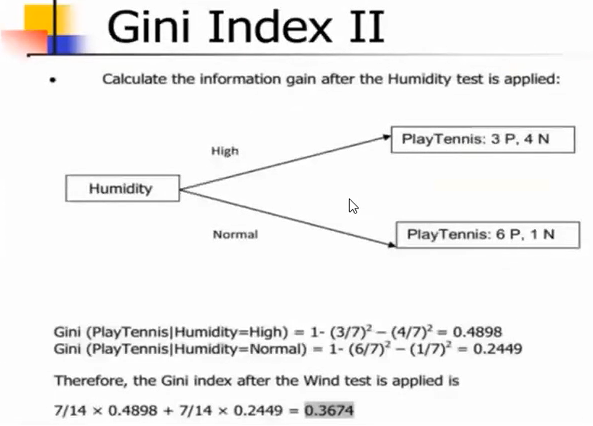 Gini Index II
• Calculate the information gain after the Humidity test is applied:
PlayTennis: 3 P, 4 N
High
Humidity
PlayTennis: 6 P, 1 N
Normal
Gini (PlayTennis|Humidity=High) = 1- (3/7)² − (4/7)² = 0.4898
Gini (PlayTennis|Humidity=Normal) = 1- (6/7)² − (1/7)² = 0.2449
Therefore, the Gini index after the Wind test is applied is
7/14 × 0.4898 + 7/14 × 0.2449 = 0.3674